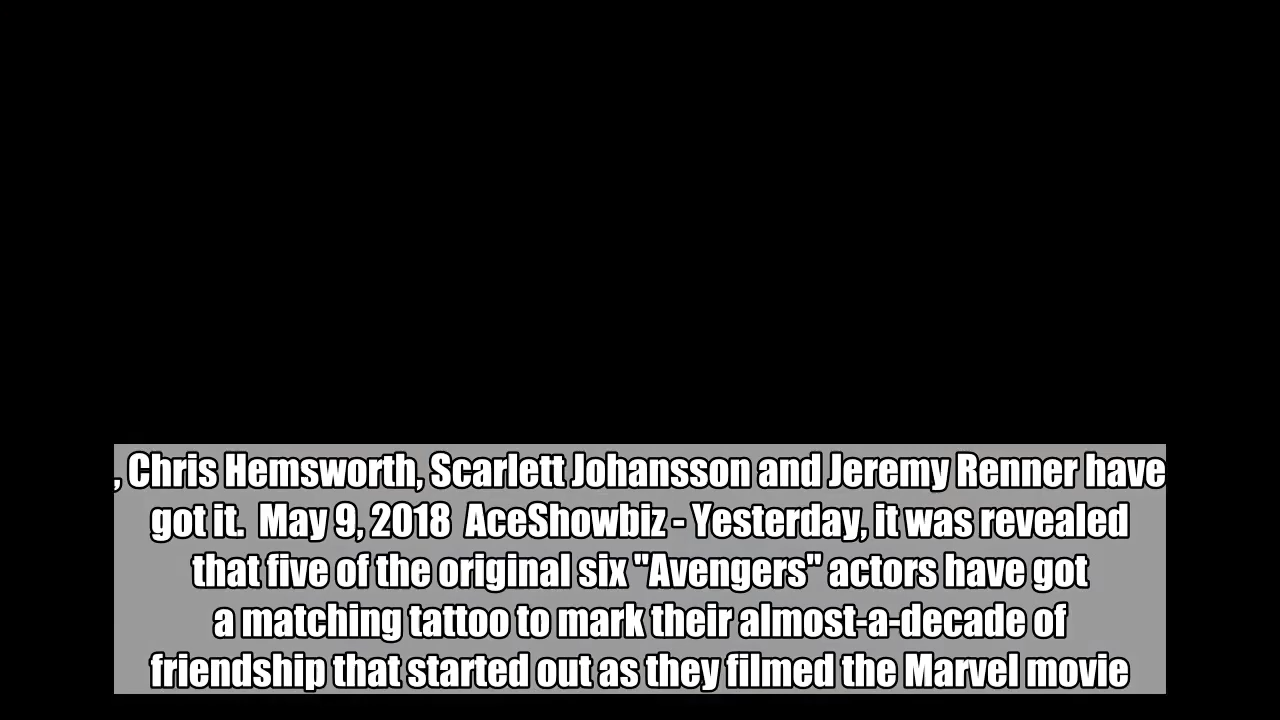 , Chris Hemsworth, Scarlett Johansson and Jeremy Renner have
got it.  May 9, 2018  AceShowbiz - Yesterday, it was revealed
that five of the original six "Avengers" actors have got
a matching tattoo to mark their almost-a-decade of
friendship that started out as they filmed the Marvel movie